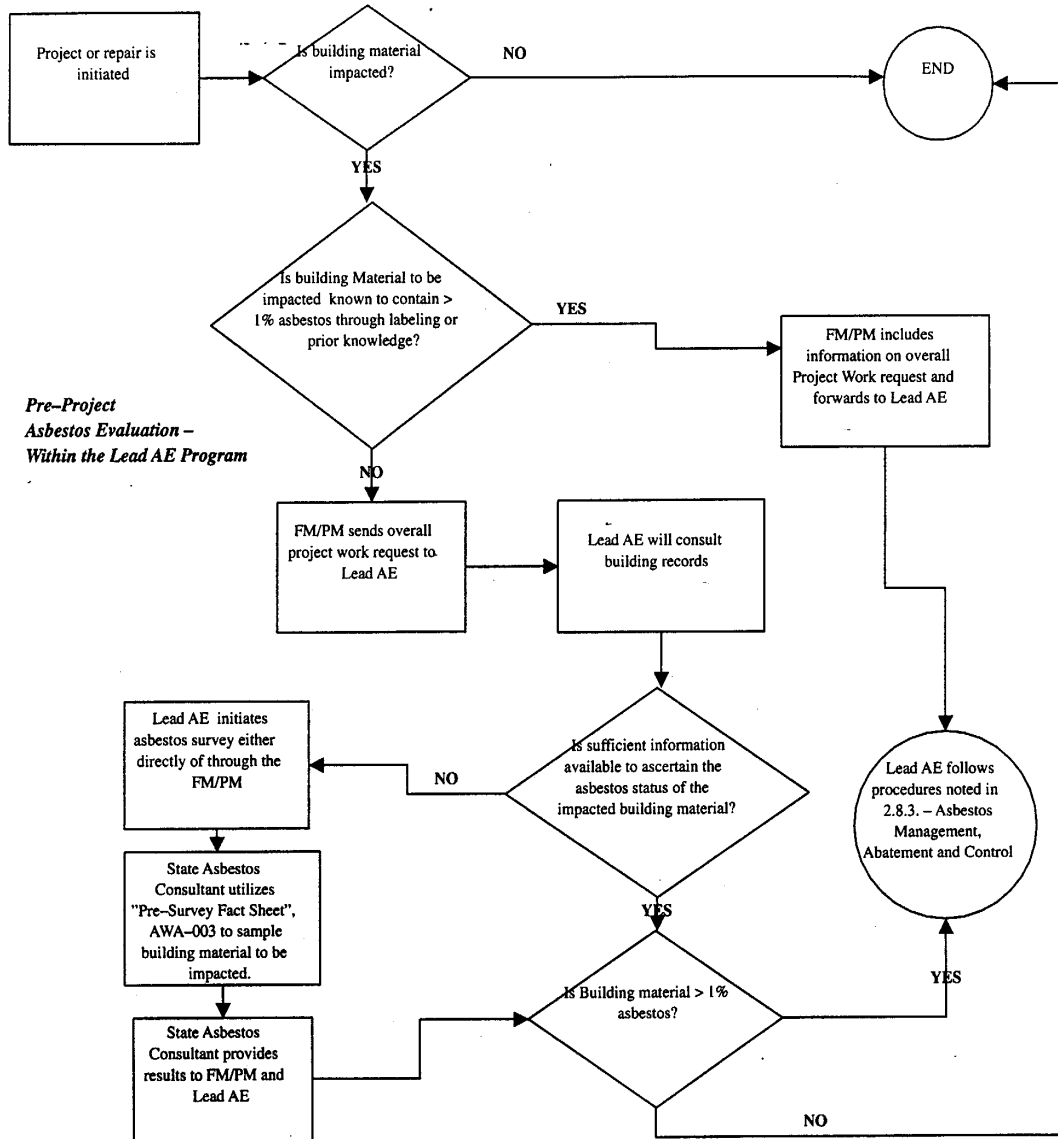 Project or repair is
initiated
Is building material
impacted?
NO
END
YES
Is building Material to be
impacted known to contain >
1% asbestos through labeling or
prior knowledge?
YES
FM/PM includes
information on overall
Project Work request and
forwards to Lead AE
Pre–Project
Asbestos Evaluation –
Within the Lead AE Program
NO
FM/PM sends overall
project work request to
Lead AE
Lead AE will consult
building records
Lead AE initiates
asbestos survey either
directly of through the
FM/PM
NO
Is sufficient information
available to ascertain the
asbestos status of the
impacted building material?
Lead AE follows
procedures noted in
2.8.3. – Asbestos
Management,
Abatement and Control
State Asbestos
Consultant utilizes
"Pre–Survey Fact Sheet",
AWA–003 to sample
building material to be
impacted.
YES
Is Building material > 1%
asbestos?
YES
State Asbestos
Consultant provides
results to FM/PM and
Lead AE
NO